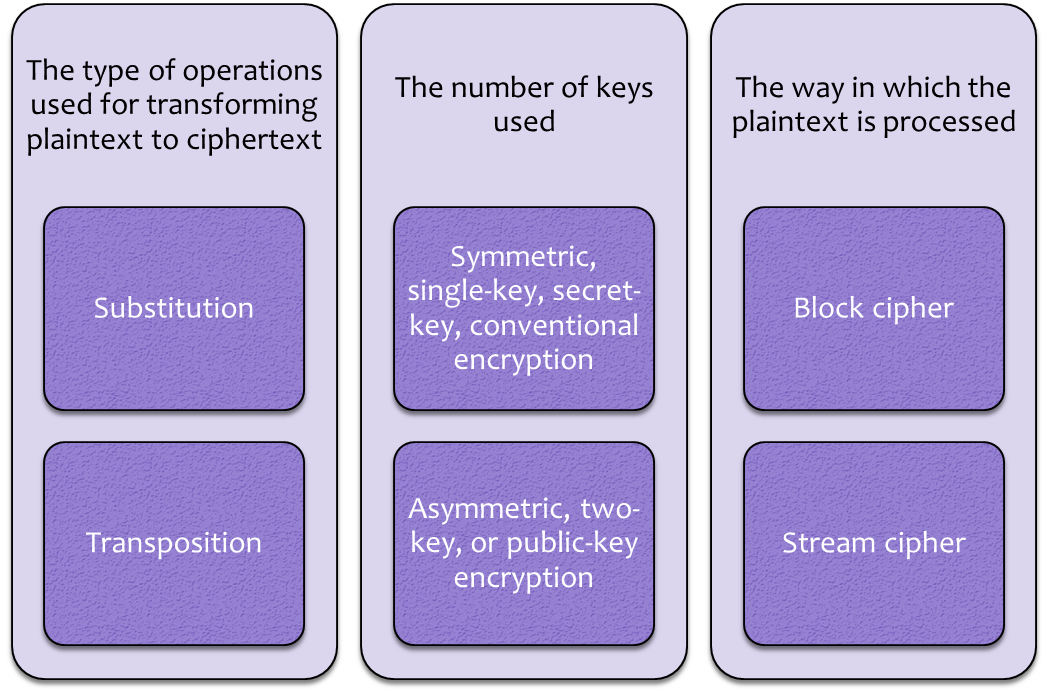 The type of operations
used for transforming
plaintext to ciphertext
Substitution
Transposition
The number of keys
used
Symmetric,
single-key, secret-
key, conventional
encryption
Asymmetric, two-
key, or public-key
encryption
The way in which the
plaintext is processed
Block cipher
Stream cipher